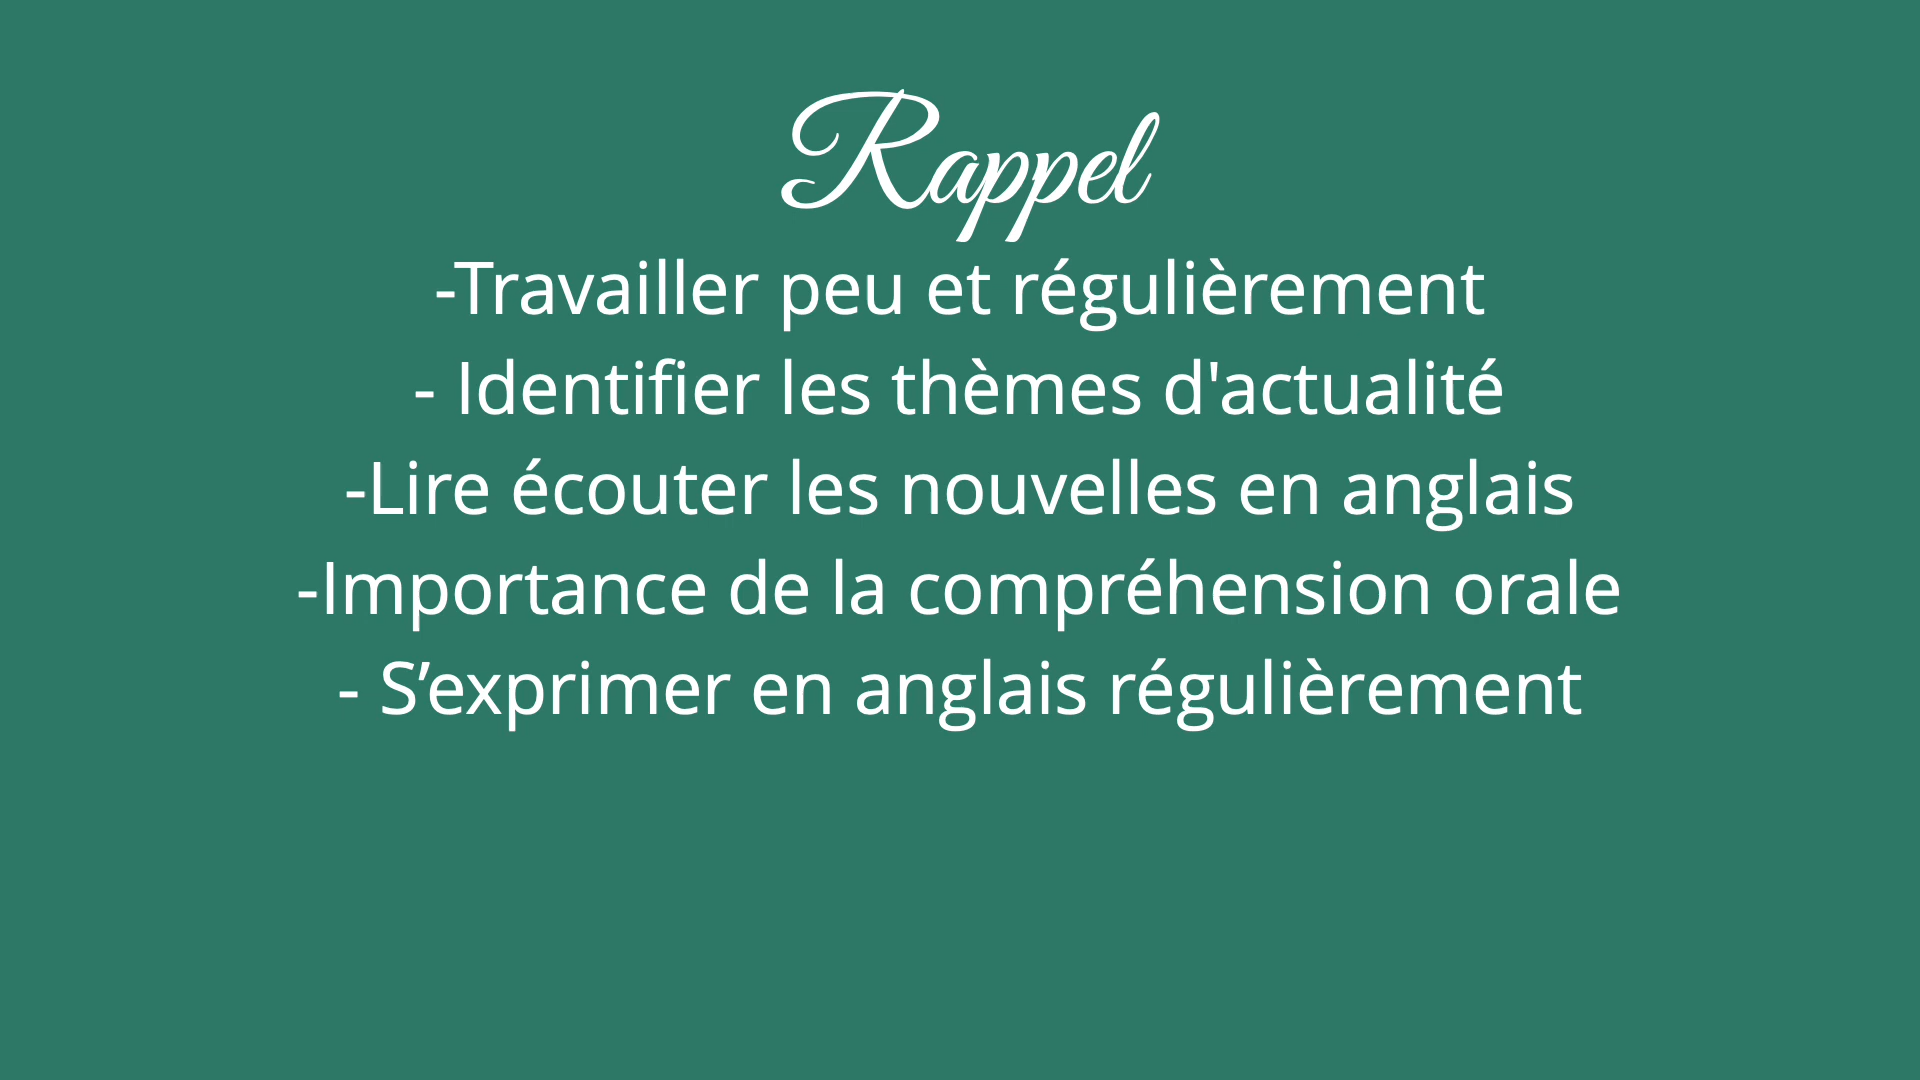 Rappel
-Travailler peu et régulièrement
- Identifier les thèmes d'actualité
-Lire écouter les nouvelles en anglais
-Importance de la compréhension orale
- S’exprimer en anglais régulièrement